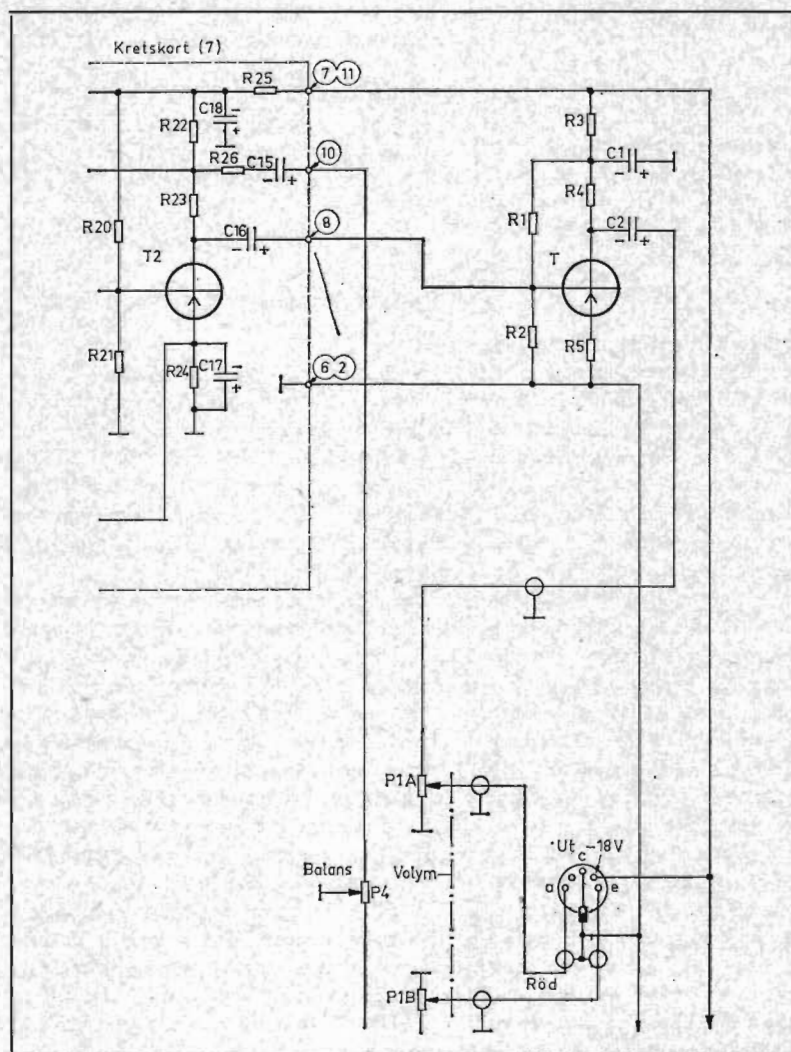 Kretskort (7)
R25
7 11
C18
- +
R22
R3
R26
C15
- +
10
C1
- +
R23
R4
R20
C16
- +
8
R1
C2
- +
T2
T
R2
R5
R21
R24
C17
- +
6 2
P1A
Ut
-18V
c
Balans
P4
Volym
a
e
Röd
P1B